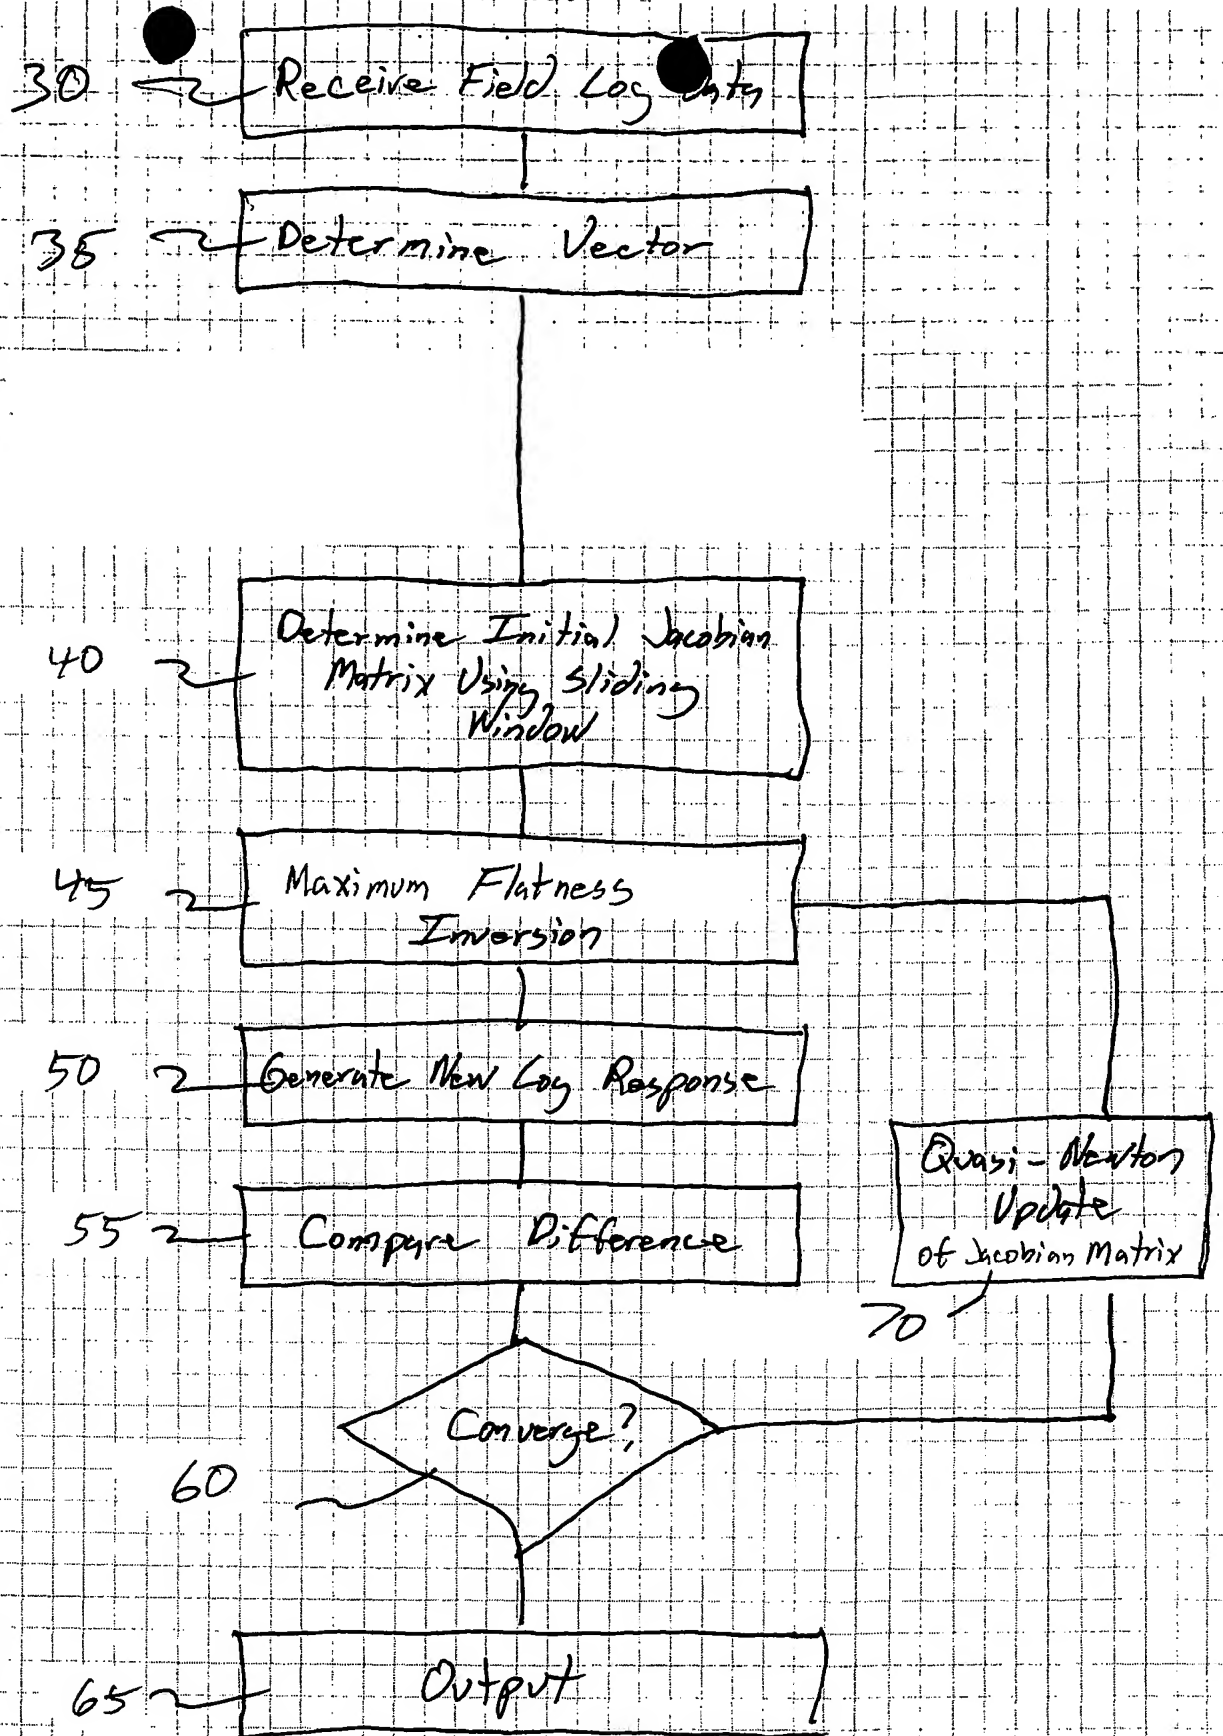 30
Receive Field Log
35
Determine Vector
40
Determine Initial Jacobian
Matrix Using Sliding
Window
45
Maximum Flatness
Inversion
50
Generate New Log Response
55
Compare Difference
Quasi-Newton
Update
of Jacobian Matrix
70
Converge?
60
65
Output